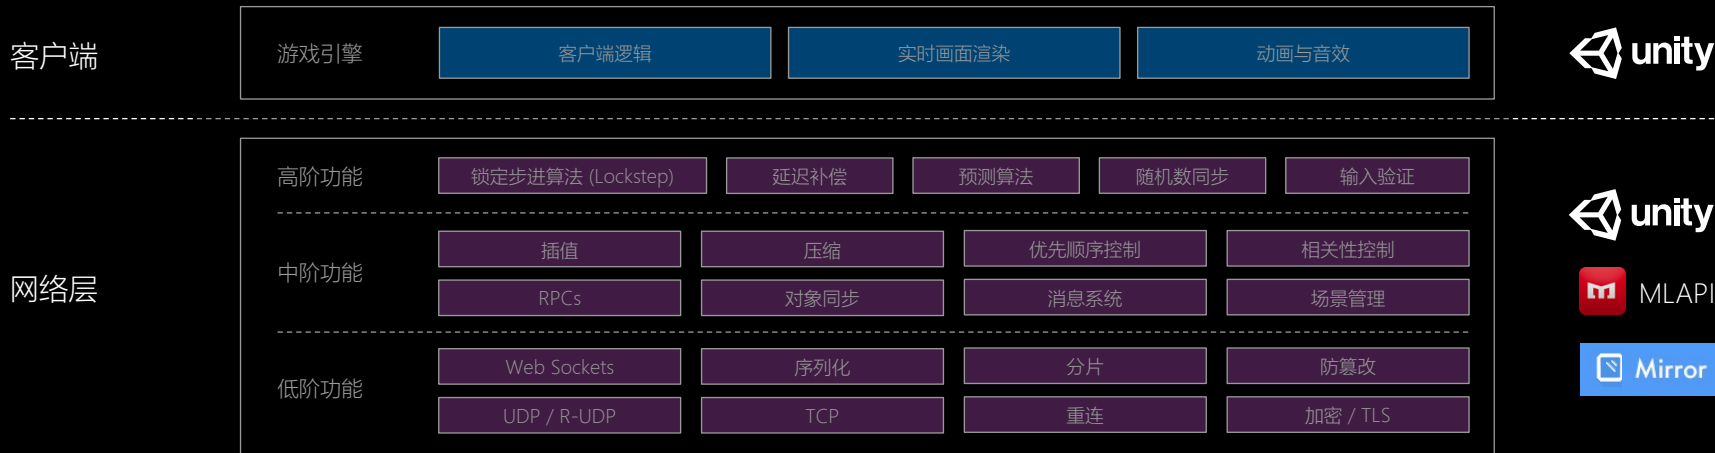 客户端
游戏引擎
客户端逻辑
实时画面渲染
动画与音效
unity
网络层
高阶功能
锁定步进算法 (Lockstep)
延迟补偿
预测算法
随机数同步
输入验证
中阶功能
插值
压缩
优先顺序控制
相关性控制
RPCs
对象同步
消息系统
场景管理
低阶功能
Web Sockets
序列化
分片
防篡改
UDP / R-UDP
TCP
重连
加密 / TLS
unity
MLAPI
Mirror